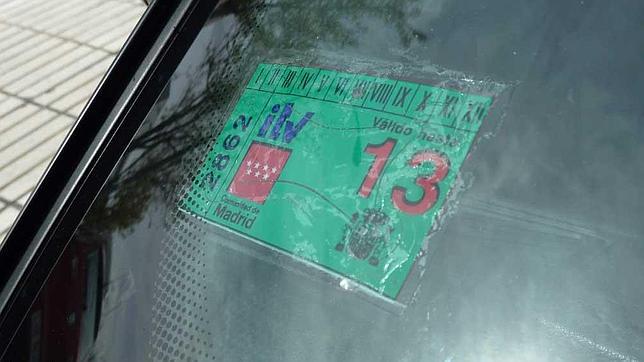 I II III IV V VI VII VIII IX X XI XII
itv
Válido hasta
13
2862
Comunidad de
Madrid